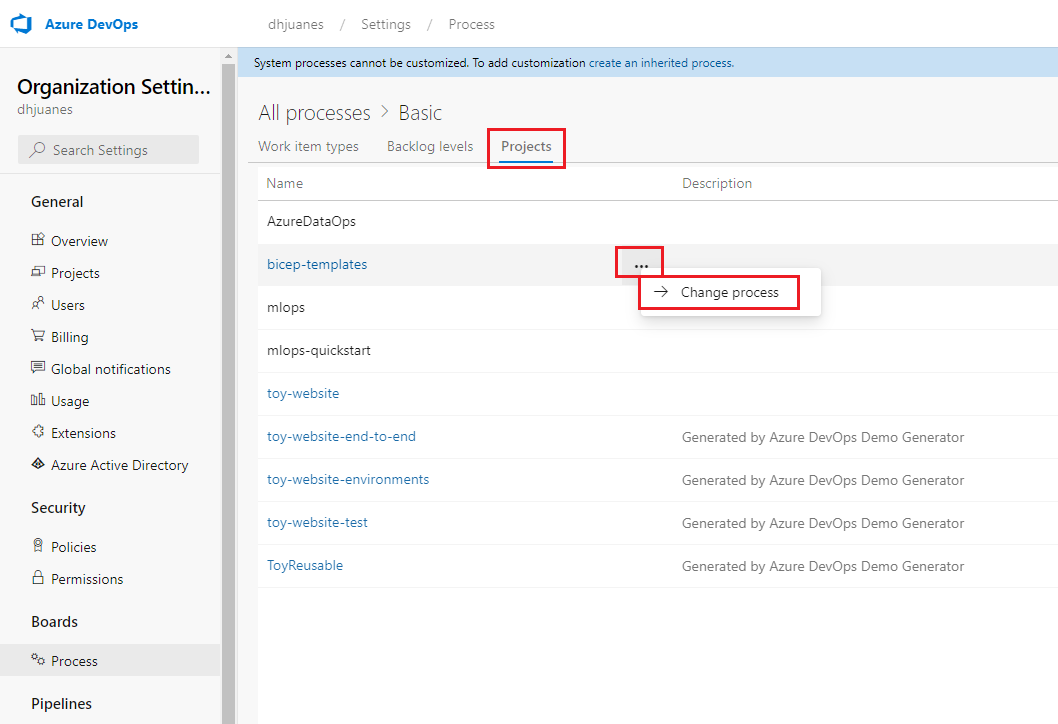 Azure DevOps
dhjuanes / Settings / Process
Organization Settin...
dhjuanes
Search Settings
General
Overview
Projects
Users
Billing
Global notifications
Usage
Extensions
Azure Active Directory
Security
Policies
Permissions
Boards
Process
Pipelines
System processes cannot be customized. To add customization create an inherited process.
All processes > Basic
Work item types Backlog levels Projects
Name Description
AzureDataOps
bicep-templates ...
Change process
mlops
mlops-quickstart
toy-website
toy-website-end-to-end Generated by Azure DevOps Demo Generator
toy-website-environments Generated by Azure DevOps Demo Generator
toy-website-test Generated by Azure DevOps Demo Generator
ToyReusable Generated by Azure DevOps Demo Generator